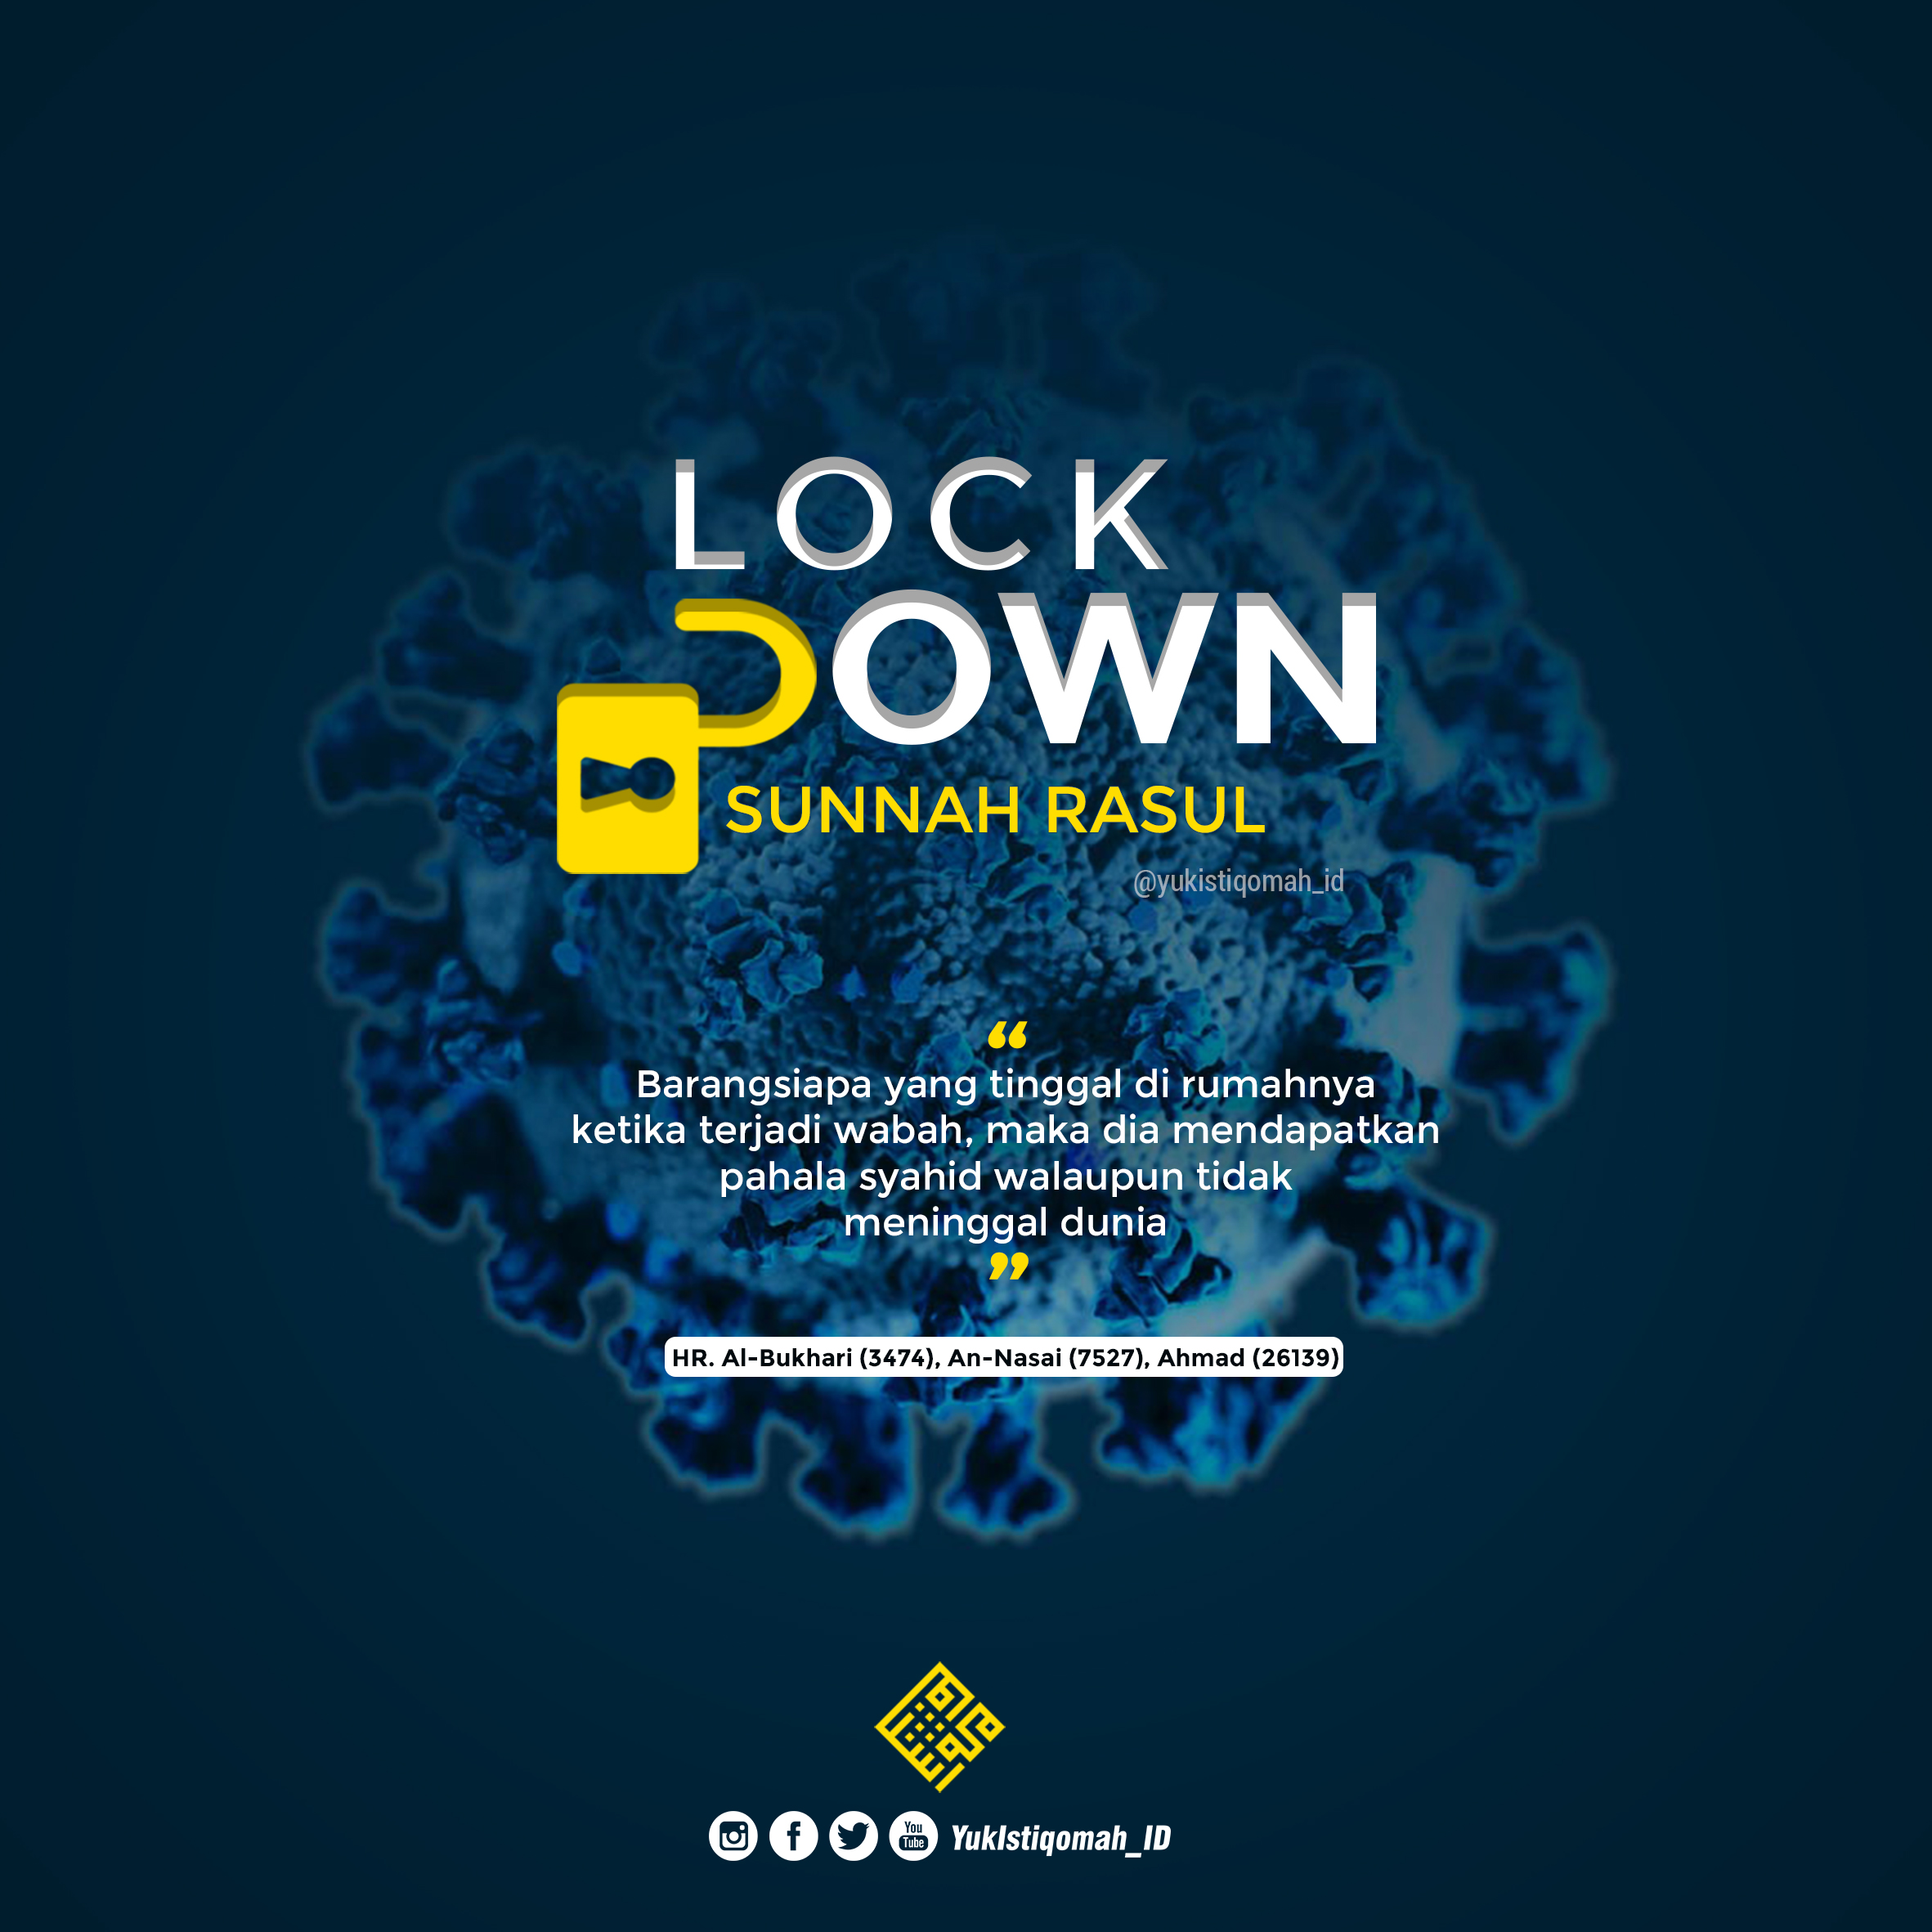 LOCK
DOWN
SUNNAH RASUL
@yukistiqomah_id
“
Barangsiapa yang tinggal di rumahnya
ketika terjadi wabah, maka dia mendapatkan
pahala syahid walaupun tidak
meninggal dunia
”
HR. Al-Bukhari (3474), An-Nasai (7527), Ahmad (26139)
You
Tube
YukIstiqomah_ID